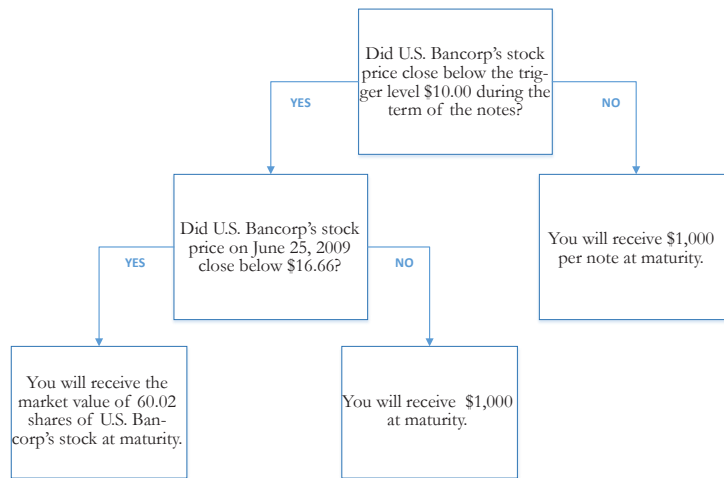 Did U.S. Bancorp's stock
price close below the trig-
ger level $10.00 during the
term of the notes?
YES
NO
Did U.S. Bancorp's stock
price on June 25, 2009
close below $16.66?
You will receive $1,000
per note at maturity.
YES
NO
You will receive the
market value of 60.02
shares of U.S. Ban-
corp's stock at maturity.
You will receive $1,000
at maturity.